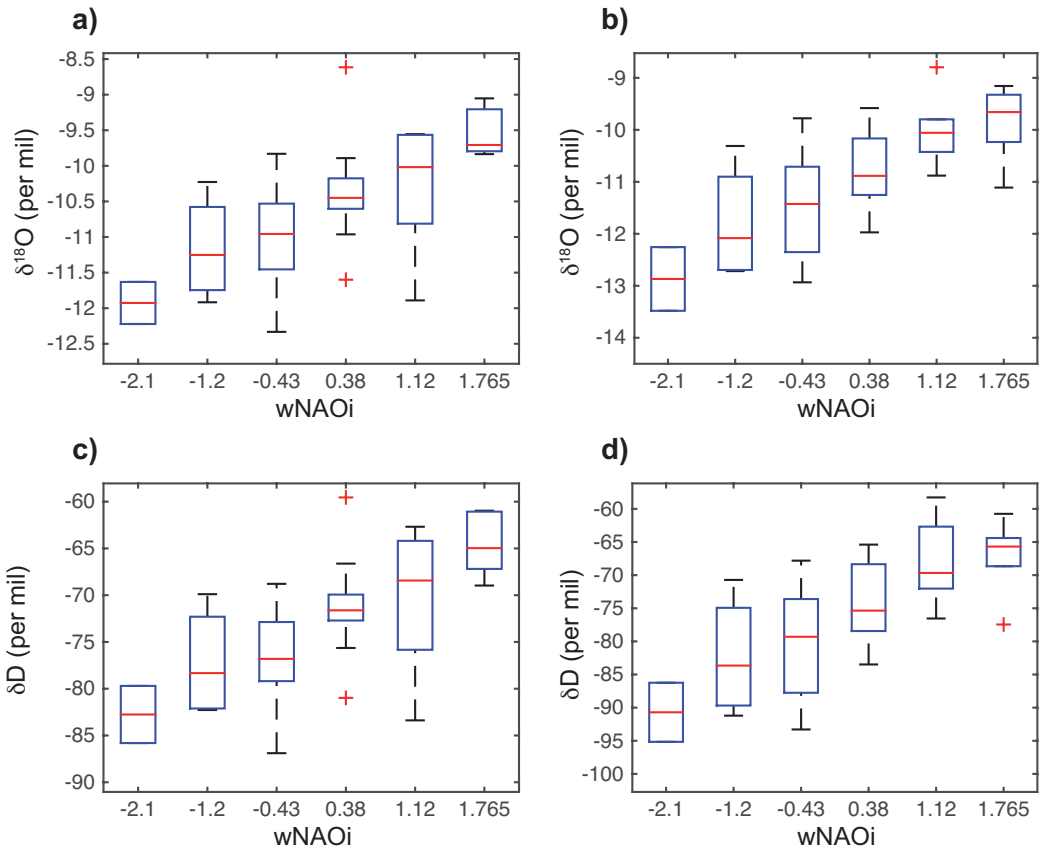 a)
-8.5
-9
-9.5
-10
-10.5
-11
-11.5
-12
-12.5
δ¹⁸O (per mil)
-2.1 -1.2 -0.43 0.38 1.12 1.765
wNAOi
b)
-9
-10
-11
-12
-13
-14
δ¹⁸O (per mil)
-2.1 -1.2 -0.43 0.38 1.12 1.765
wNAOi
c)
-60
-65
-70
-75
-80
-85
-90
δD (per mil)
-2.1 -1.2 -0.43 0.38 1.12 1.765
wNAOi
d)
-60
-65
-70
-75
-80
-85
-90
-95
-100
δD (per mil)
-2.1 -1.2 -0.43 0.38 1.12 1.765
wNAOi